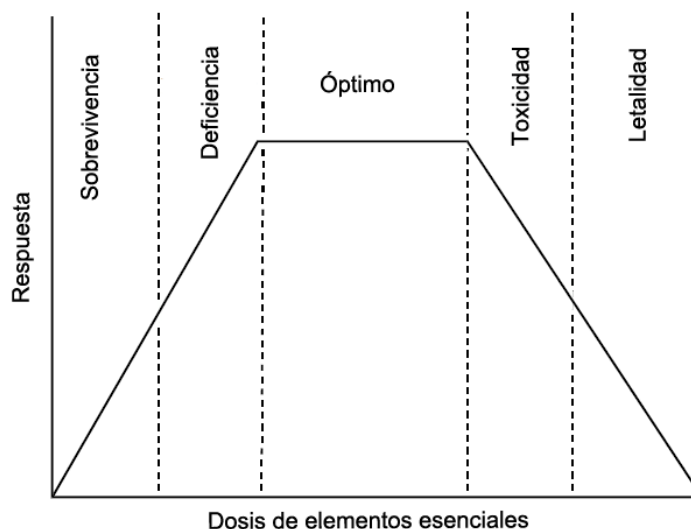 Sobrevivencia
Deficiencia
Óptimo
Toxicidad
Letalidad
Respuesta
Dosis de elementos esenciales